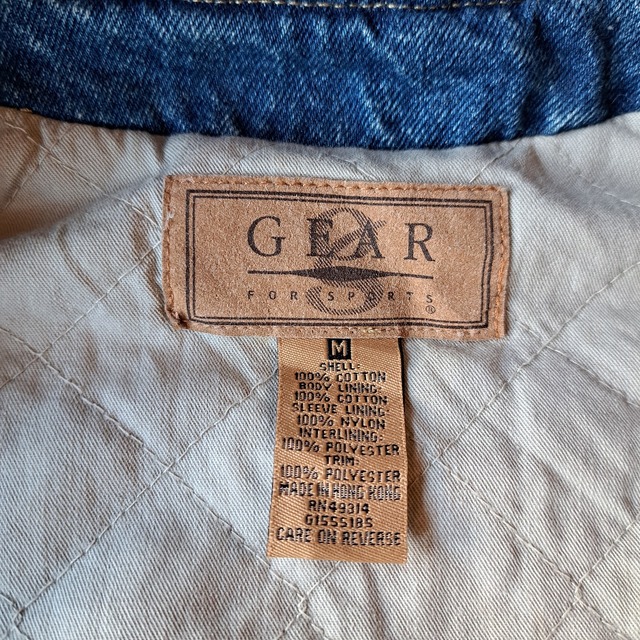 GEAR
FOR SPORTS®
M
SHELL:
100% COTTON
BODY LINING:
100% COTTON
SLEEVE LINING:
100% NYLON
INTERLINING:
100% POLYESTER
TRIM:
100% POLYESTER
MADE IN HONG KONG
RN49314
G155518S
CARE ON REVERSE